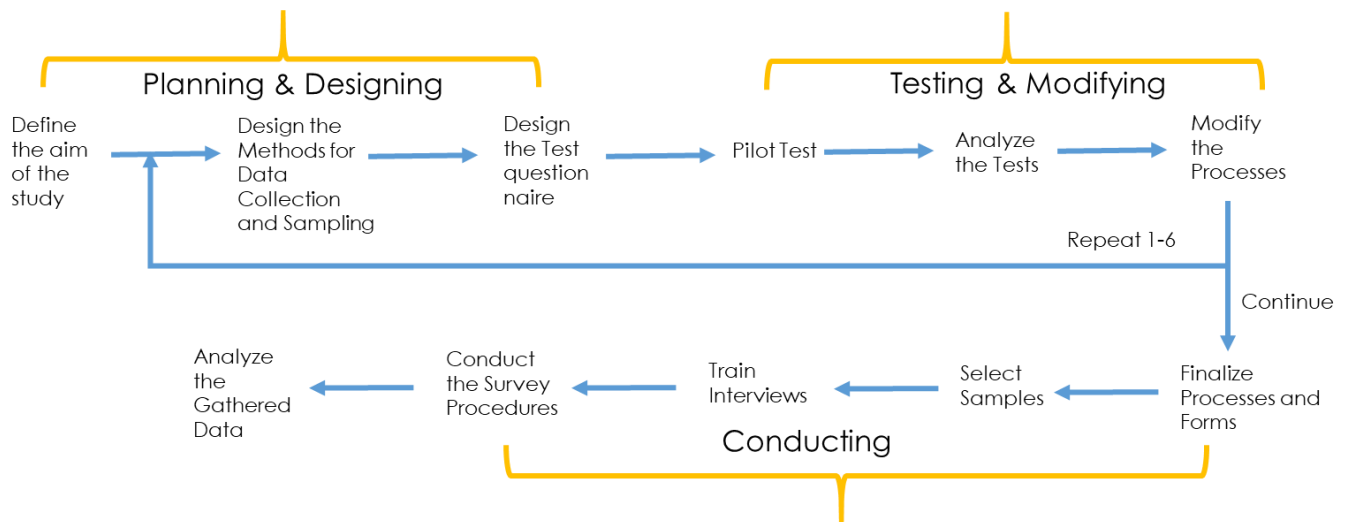 Planning & Designing
Testing & Modifying
Define
the aim
of the
study
Design the
Methods for
Data
Collection
and Sampling
Design
the Test
question
naire
Pilot Test
Analyze
the Tests
Modify
the
Processes
Repeat 1-6
Continue
Finalize
Processes and
Forms
Select
Samples
Train
Interviews
Conduct
the Survey
Procedures
Analyze
the
Gathered
Data
Conducting